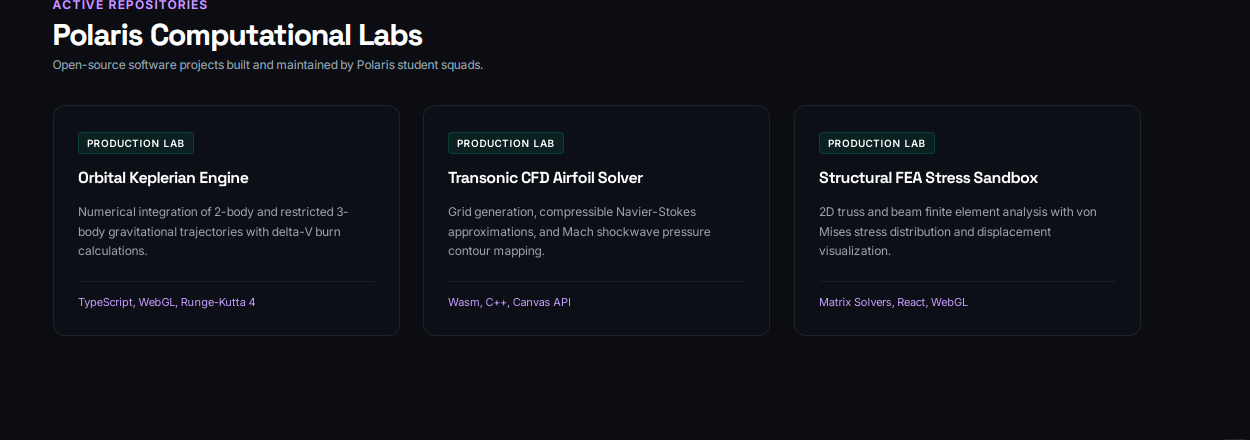 ACTIVE REPOSITORIES
Polaris Computational Labs
Open-source software projects built and maintained by Polaris student squads.
PRODUCTION LAB
Orbital Keplerian Engine
Numerical integration of 2-body and restricted 3-
body gravitational trajectories with delta-V burn
calculations.
TypeScript, WebGL, Runge-Kutta 4
PRODUCTION LAB
Transonic CFD Airfoil Solver
Grid generation, compressible Navier-Stokes
approximations, and Mach shockwave pressure
contour mapping.
Wasm, C++, Canvas API
PRODUCTION LAB
Structural FEA Stress Sandbox
2D truss and beam finite element analysis with von
Mises stress distribution and displacement
visualization.
Matrix Solvers, React, WebGL